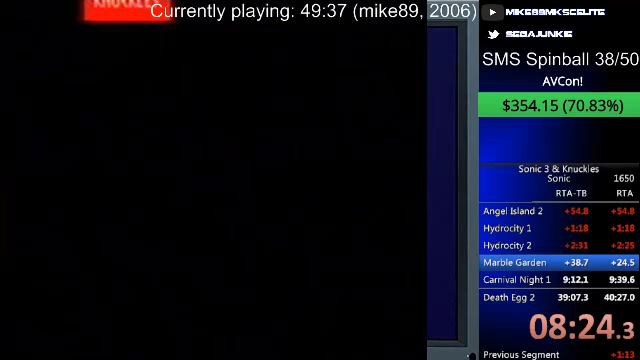 KNUCKLES
Currently playing: 49:37 (mike89, 2006)
MIKE89MKSCELITE
SEGAJUNKIE
SMS Spinball 38/50
AVCon!
$354.15 (70.83%)
Sonic 3 & Knuckles
Sonic 1650
RTA-TB RTA
Angel Island 2 +54.8 +54.8
Hydrocity 1 +1:18 +1:18
Hydrocity 2 +2:31 +2:25
Marble Garden +38.7 +24.5
Carnival Night 1 9:12,1 9:39.6
Death Egg 2 39:07.3 40:27.0
08:24.3
Previous Segment +1:13